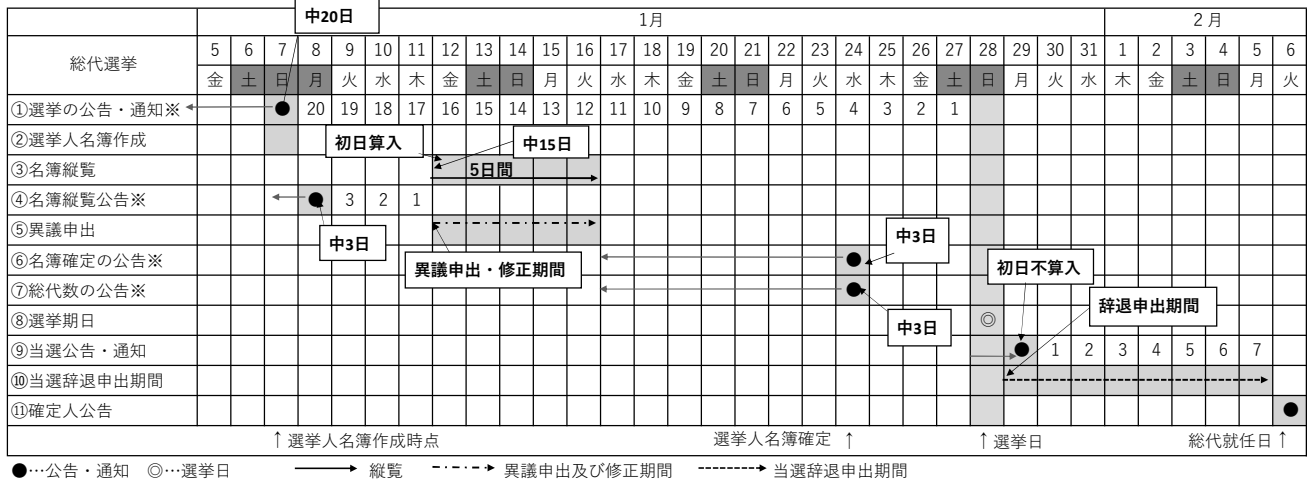 中20日
1月 2月
総代選挙 5 6 7 8 9 10 11 12 13 14 15 16 17 18 19 20 21 22 23 24 25 26 27 28 29 30 31 1 2 3 4 5 6
金 土 日 月 火 水 木 金 土 日 月 火 水 木 金 土 日 月 火 水 木 金 土 日 月 火 水 木 金 土 日 月 火
①選挙の公告・通知※ ● 20 19 18 17 16 15 14 13 12 11 10 9 8 7 6 5 4 3 2 1
②選挙人名簿作成
初日算入 中15日
③名簿縦覧 5日間
④名簿縦覧公告※ ● 3 2 1
⑤異議申出
中3日 中3日
⑥名簿確定の公告※ ●
異議申出・修正期間 初日不算入
⑦総代数の公告※ ●
辞退申出期間
⑧選挙期日 ◎
中3日
⑨当選公告・通知 ● 1 2 3 4 5 6 7
⑩当選辞退申出期間
⑪確定人公告 ●
↑選挙人名簿作成時点 選挙人名簿確定 ↑ ↑選挙日 総代就任日↑
●…公告・通知 ◎…選挙日 縦覧 異議申出及び修正期間 当選辞退申出期間